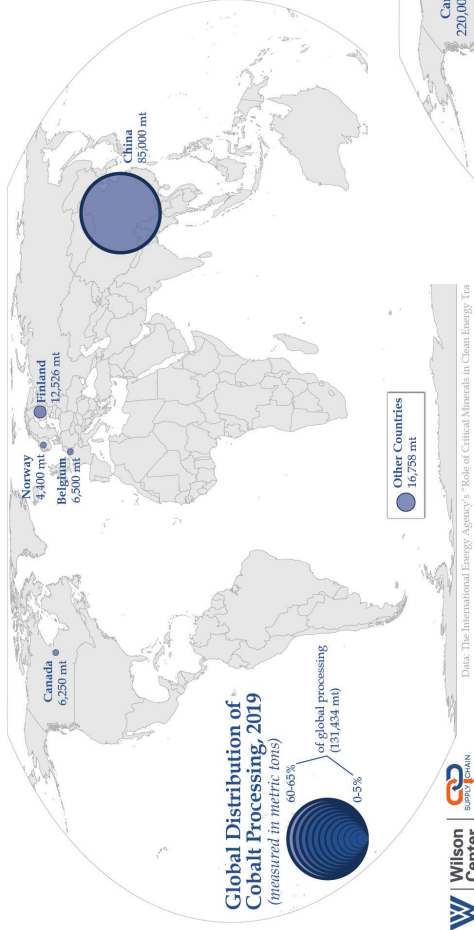 Global Distribution of
Cobalt Processing, 2019
(measured in metric tons)
60-65%
of global processing
(131,434 mt)
0-5%
Canada
6,250 mt
Norway
4,400 mt
Finland
12,526 mt
Belgium
6,500 mt
China
85,000 mt
Other Countries
16,758 mt
Data: The International Energy Agency's "Role of Critical Minerals in Clean Energy Tra
Wilson
Center
SUPPLY CHAIN
Can
220,00